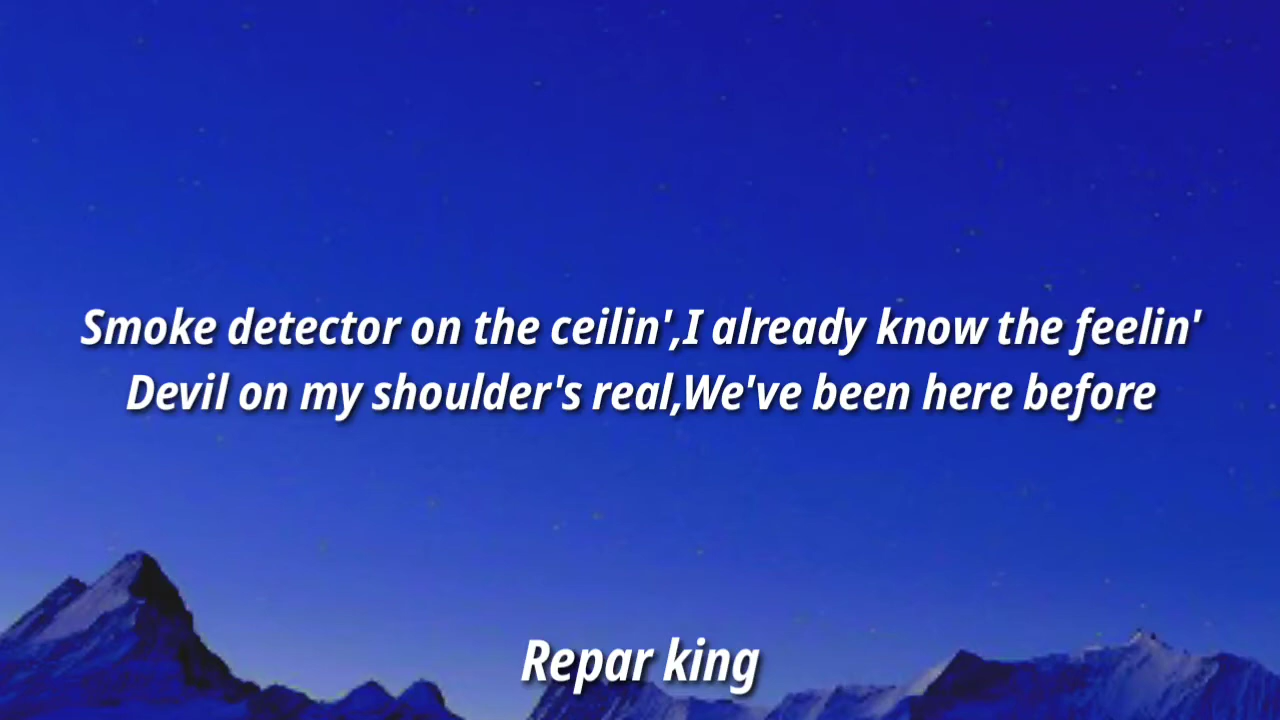 Smoke detector on the ceilin',I already know the feelin'
Devil on my shoulder's real,We've been here before
Repar king